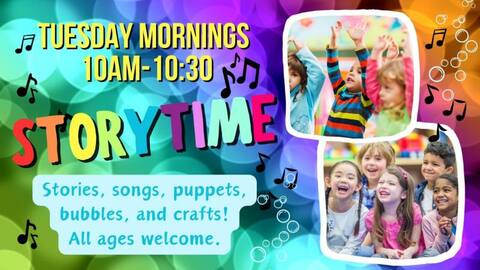 TUESDAY MORNINGS
10AM-10:30
STORYTIME
Stories, songs, puppets,
bubbles, and crafts!
All ages welcome.